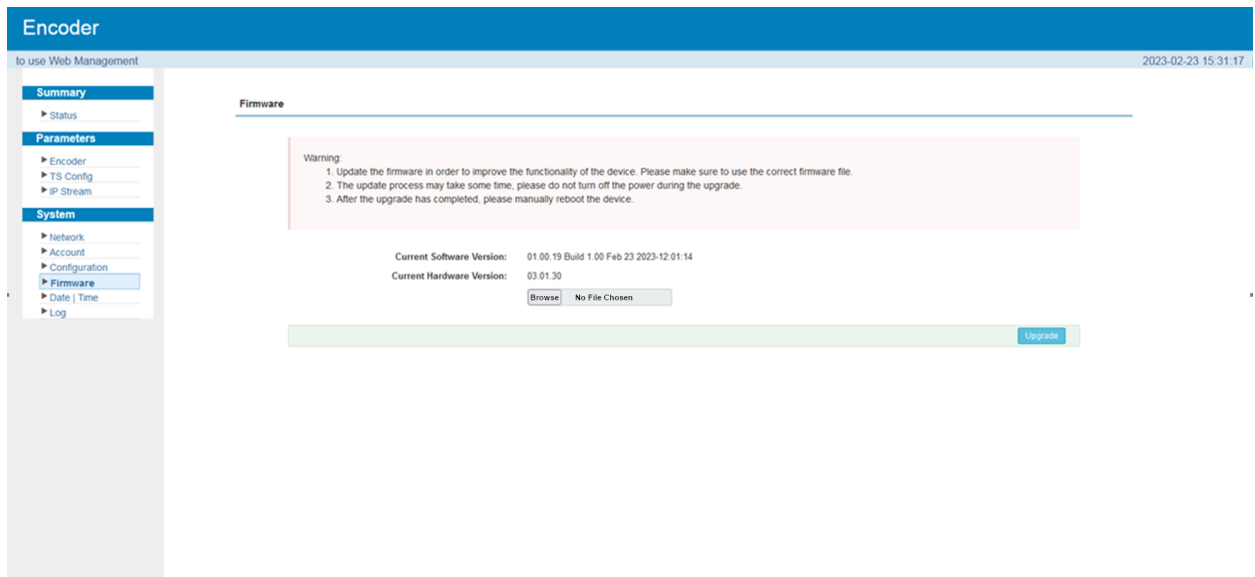 Encoder
to use Web Management
2023-02-23 15:31:17
Summary
Status
Parameters
Encoder
TS Config
IP Stream
System
Network
Account
Configuration
Firmware
Date | Time
Log
Firmware
Warning:
1. Update the firmware in order to improve the functionality of the device. Please make sure to use the correct firmware file.
2. The update process may take some time, please do not turn off the power during the upgrade.
3. After the upgrade has completed, please manually reboot the device.
Current Software Version: 01.00.19 Build 1.00 Feb 23 2023-12:01:14
Current Hardware Version: 03.01.30
Browse No File Chosen
Upgrade